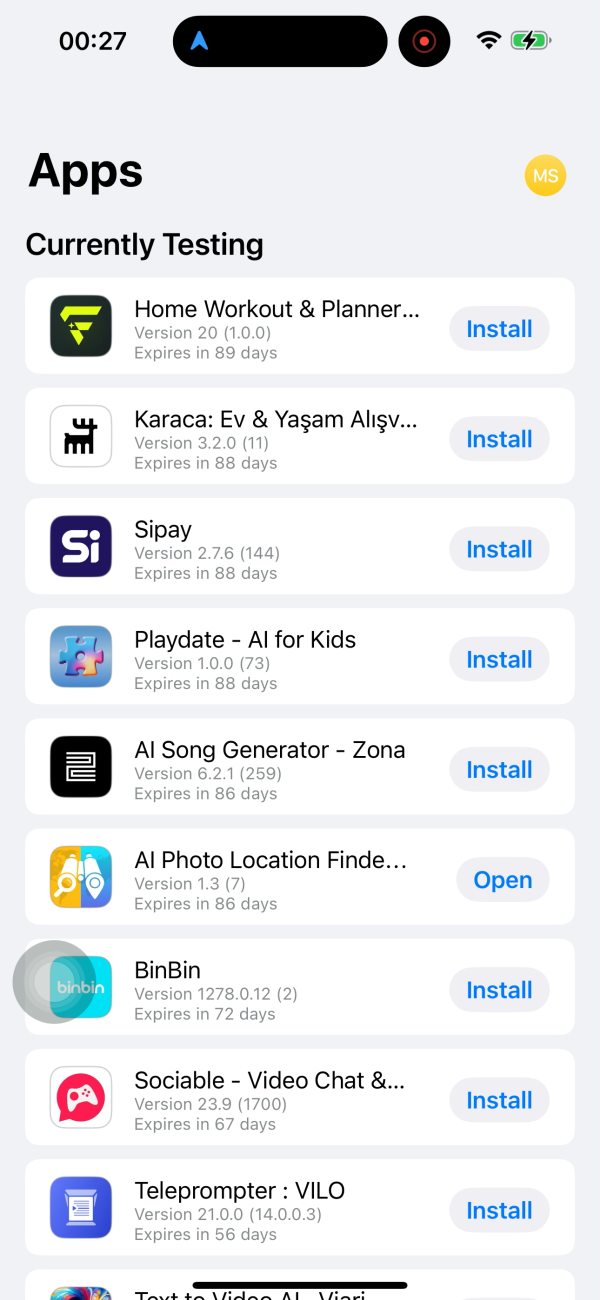 00:27
Apps
MS
Currently Testing
Home Workout & Planner...
Version 20 (1.0.0)
Expires in 89 days
Install
Karaca: Ev & Yaşam Alışv...
Version 3.2.0 (11)
Expires in 88 days
Install
Si
Sipay
Version 2.7.6 (144)
Expires in 88 days
Install
Playdate - AI for Kids
Version 1.0.0 (73)
Expires in 88 days
Install
AI Song Generator - Zona
Version 6.2.1 (259)
Expires in 86 days
Install
AI Photo Location Finde...
Version 1.3 (7)
Expires in 86 days
Open
binbin
BinBin
Version 1278.0.12 (2)
Expires in 72 days
Install
Sociable - Video Chat &...
Version 23.9 (1700)
Expires in 67 days
Install
Teleprompter : VILO
Version 21.0.0 (14.0.0.3)
Expires in 56 days
Install
Text to Video AI - Viari